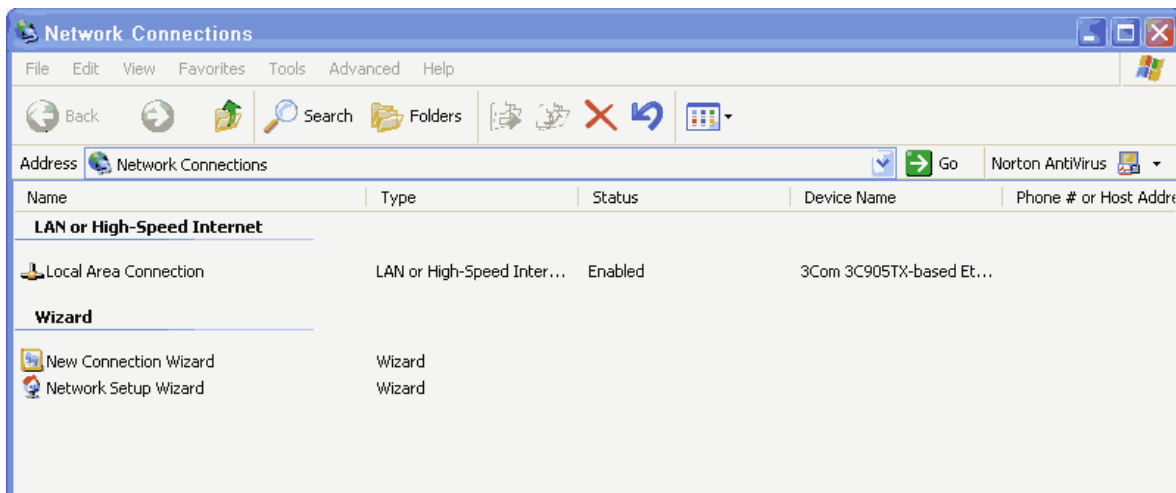 Network Connections
File Edit View Favorites Tools Advanced Help
Back Search Folders
Address Network Connections Go Norton AntiVirus
Name Type Status Device Name Phone # or Host Addre
LAN or High-Speed Internet
Local Area Connection LAN or High-Speed Inter... Enabled 3Com 3C905TX-based Et...
Wizard
New Connection Wizard Wizard
Network Setup Wizard Wizard